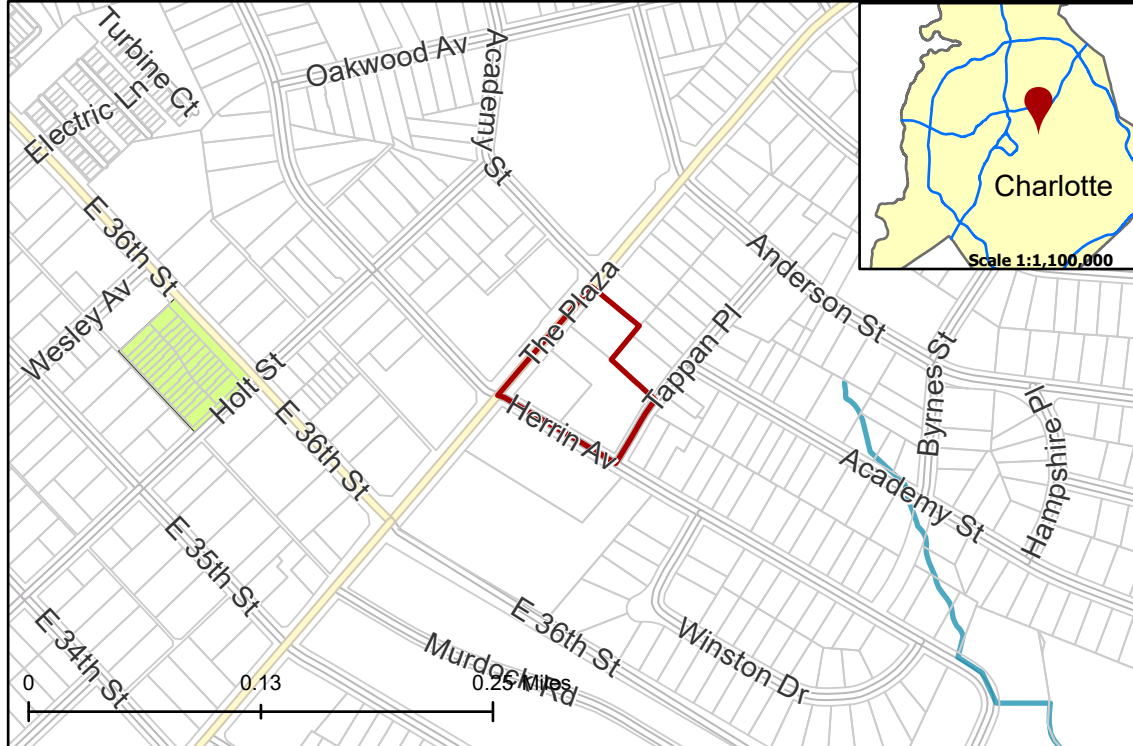 Turbine Ct
Oakwood Av
Academy St
Electric Ln
E 36th St
Charlotte
Scale 1:1,100,000
Anderson St
Wesley Av
The Plaza
Tappan Pl
Holt St
Herrin Av
Byrnes St
Hampshire Pl
E 36th St
Academy St
E 35th St
E 34th St
E 36th St
Winston Dr
Murdock Rd
0 0.13 0.25 Miles